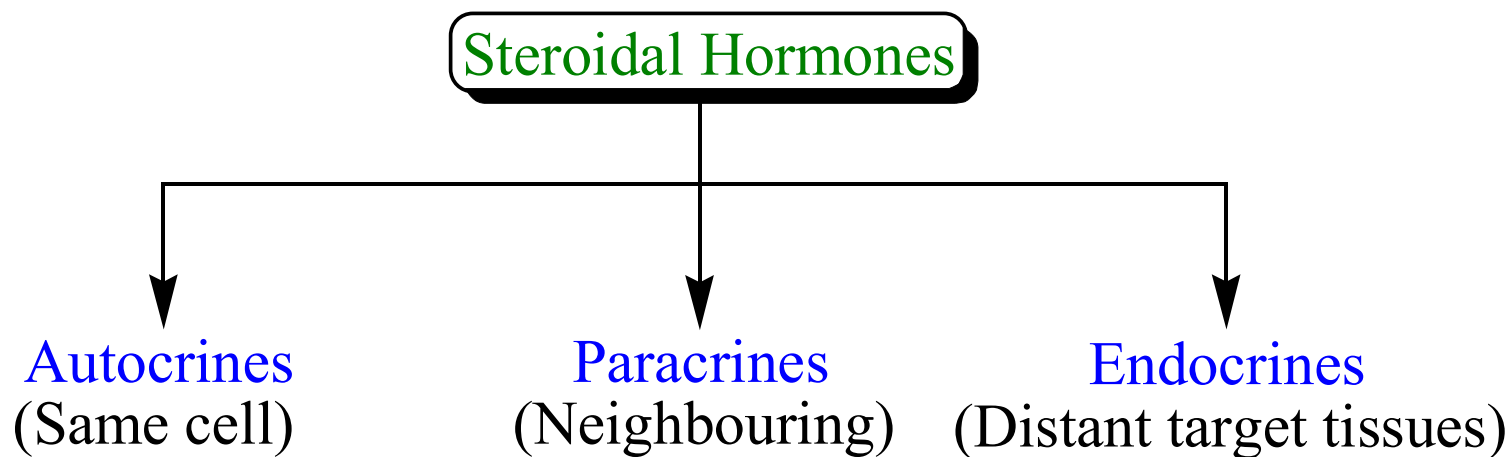 Steroidal Hormones
Autocrines
(Same cell)
Paracrines
(Neighbouring)
Endocrines
(Distant target tissues)